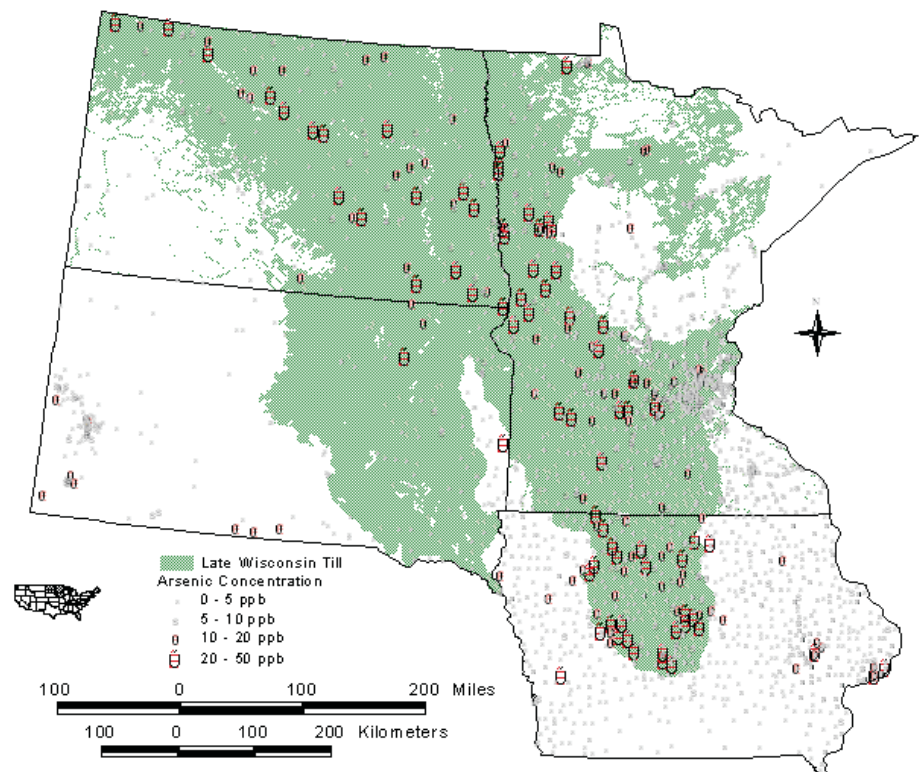 N
Late Wisconsin Till
Arsenic Concentration
0 - 5 ppb
5 - 10 ppb
10 - 20 ppb
20 - 50 ppb
100 0 100 200 Miles
100 0 100 200 Kilometers